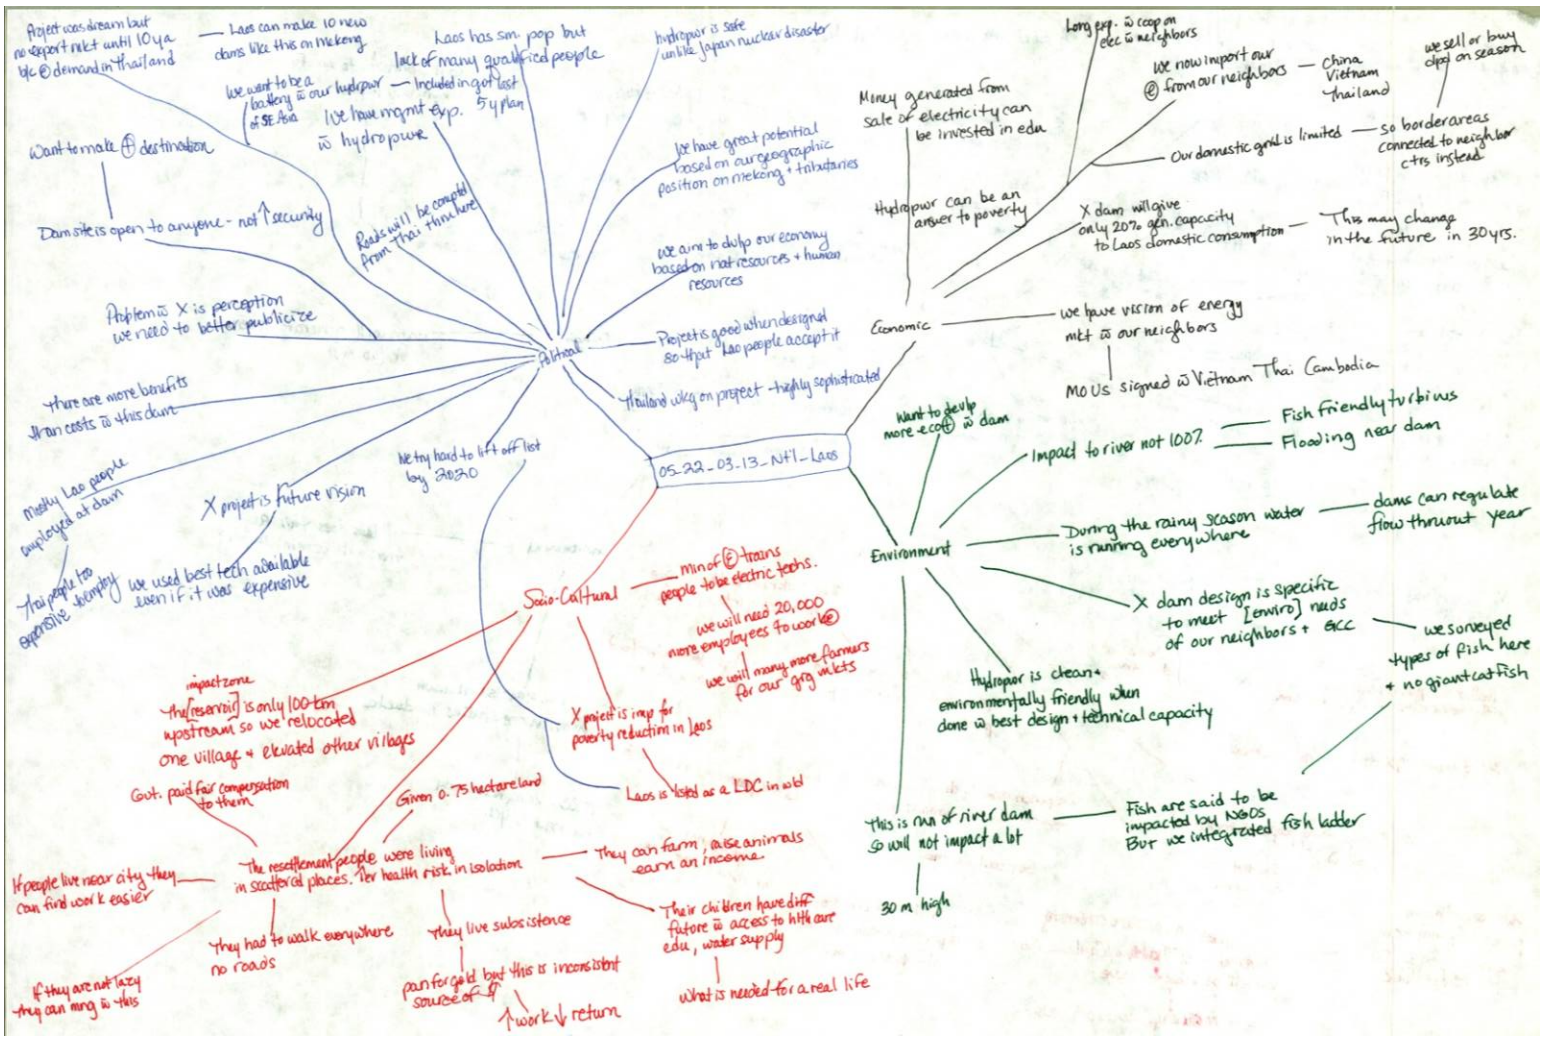 Project was dream but
no export mkt until 10 ya
b/c ⓔ demand in Thailand
Laos can make 10 new
dams like this on mekong
we want to be a
battery w̄ our hydrpwr
of SE Asia
Included in gov't last
5 y plan
Laos has sm pop but
lack of many qualified people
hydropwr is safe
unlike Japan nuclear disaster
We have mgmt exp.
w̄ hydropwr
want to make Ⓣ destination
Dam site is open to anyone - not ↑ security
Roads will be compltd
from Thai thru here
we have great potential
based on our geographic
position on mekong + tributaries
we aim to dvlp our economy
based on nat resources + human
resources
Problem w̄ X is perception
we need to better publicize
Political
Project is good when designed
so that Lao people accept it
Thailand wkg on project - highly sophisticated
there are more benefits
than costs w̄ this dam
we try hard to lift off list
by 2020
Mostly Lao people
employed at dam
Thai people too
expensive to employ
X project is future vision
we used best tech available
even if it was expensive
05-22-03-13-Nt'l-Laos
Economic
Money generated from
sale of electricity can
be invested in edu
Hydropwr can be an
answer to poverty
Long exp. w̄ coop on
elec w̄ neighbors
we now import our
ⓔ from our neighbors
China
Vietnam
Thailand
we sell or buy
dpd on season
Our domestic grid is limited
so border areas
connected to neighbor
ctrs instead
X dam will give
only 20% gen. capacity
to Laos domestic consumption
This may change
in the future in 30 yrs.
we have vision of energy
mkt w̄ our neighbors
MOUs signed w̄ Vietnam Thai Cambodia
Environment
want to devlp
more ecoⓉ w̄ dam
Impact to river not 100%
Fish friendly turbines
Flooding near dam
During the rainy season water
is running everywhere
dams can regulate
flow thruout year
X dam design is specific
to meet [enviro] needs
of our neighbors + GCC
we surveyed
types of fish here
+ no giant catfish
Hydropwr is clean +
environmentally friendly when
done w̄ best design + technical capacity
This is run of river dam
so will not impact a lot
30 m high
Fish are said to be
impacted by NGOs
But we integrated fish ladder
Socio-Cultural
min of ⓔ trains
people to be electric techs.
we will need 20,000
more employees to work ⓔ
we will many more farmers
for our grg mkts
X project is imp for
poverty reduction in Laos
Laos is listed as a LDC in wld
impact zone
the [reservoir] is only 100 km
upstream so we relocated
one village + elevated other villages
Gvt. paid fair compensation
to them
Given 0.75 hectare land
The resettlement people were living
in scattered places. Her health risk in isolation
If people live near city they
can find work easier
If they are not lazy
they can mng w̄ this
They had to walk everywhere
no roads
they live subsistence
pan for gold but this is inconsistent
source of $
↑ work ↓ return
They can farm, raise animals
earn an income
Their children have diff
future w̄ access to hlth care
edu, water supply
what is needed for a real life